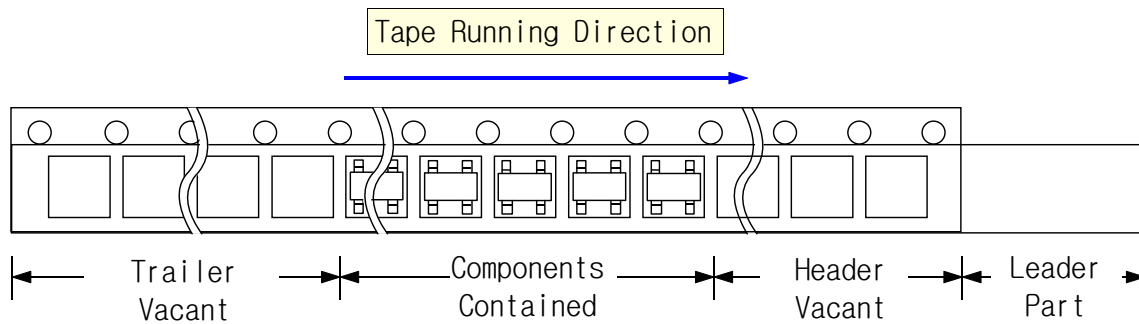 Tape Running Direction
Trailer
Vacant
Components
Contained
Header
Vacant
Leader
Part